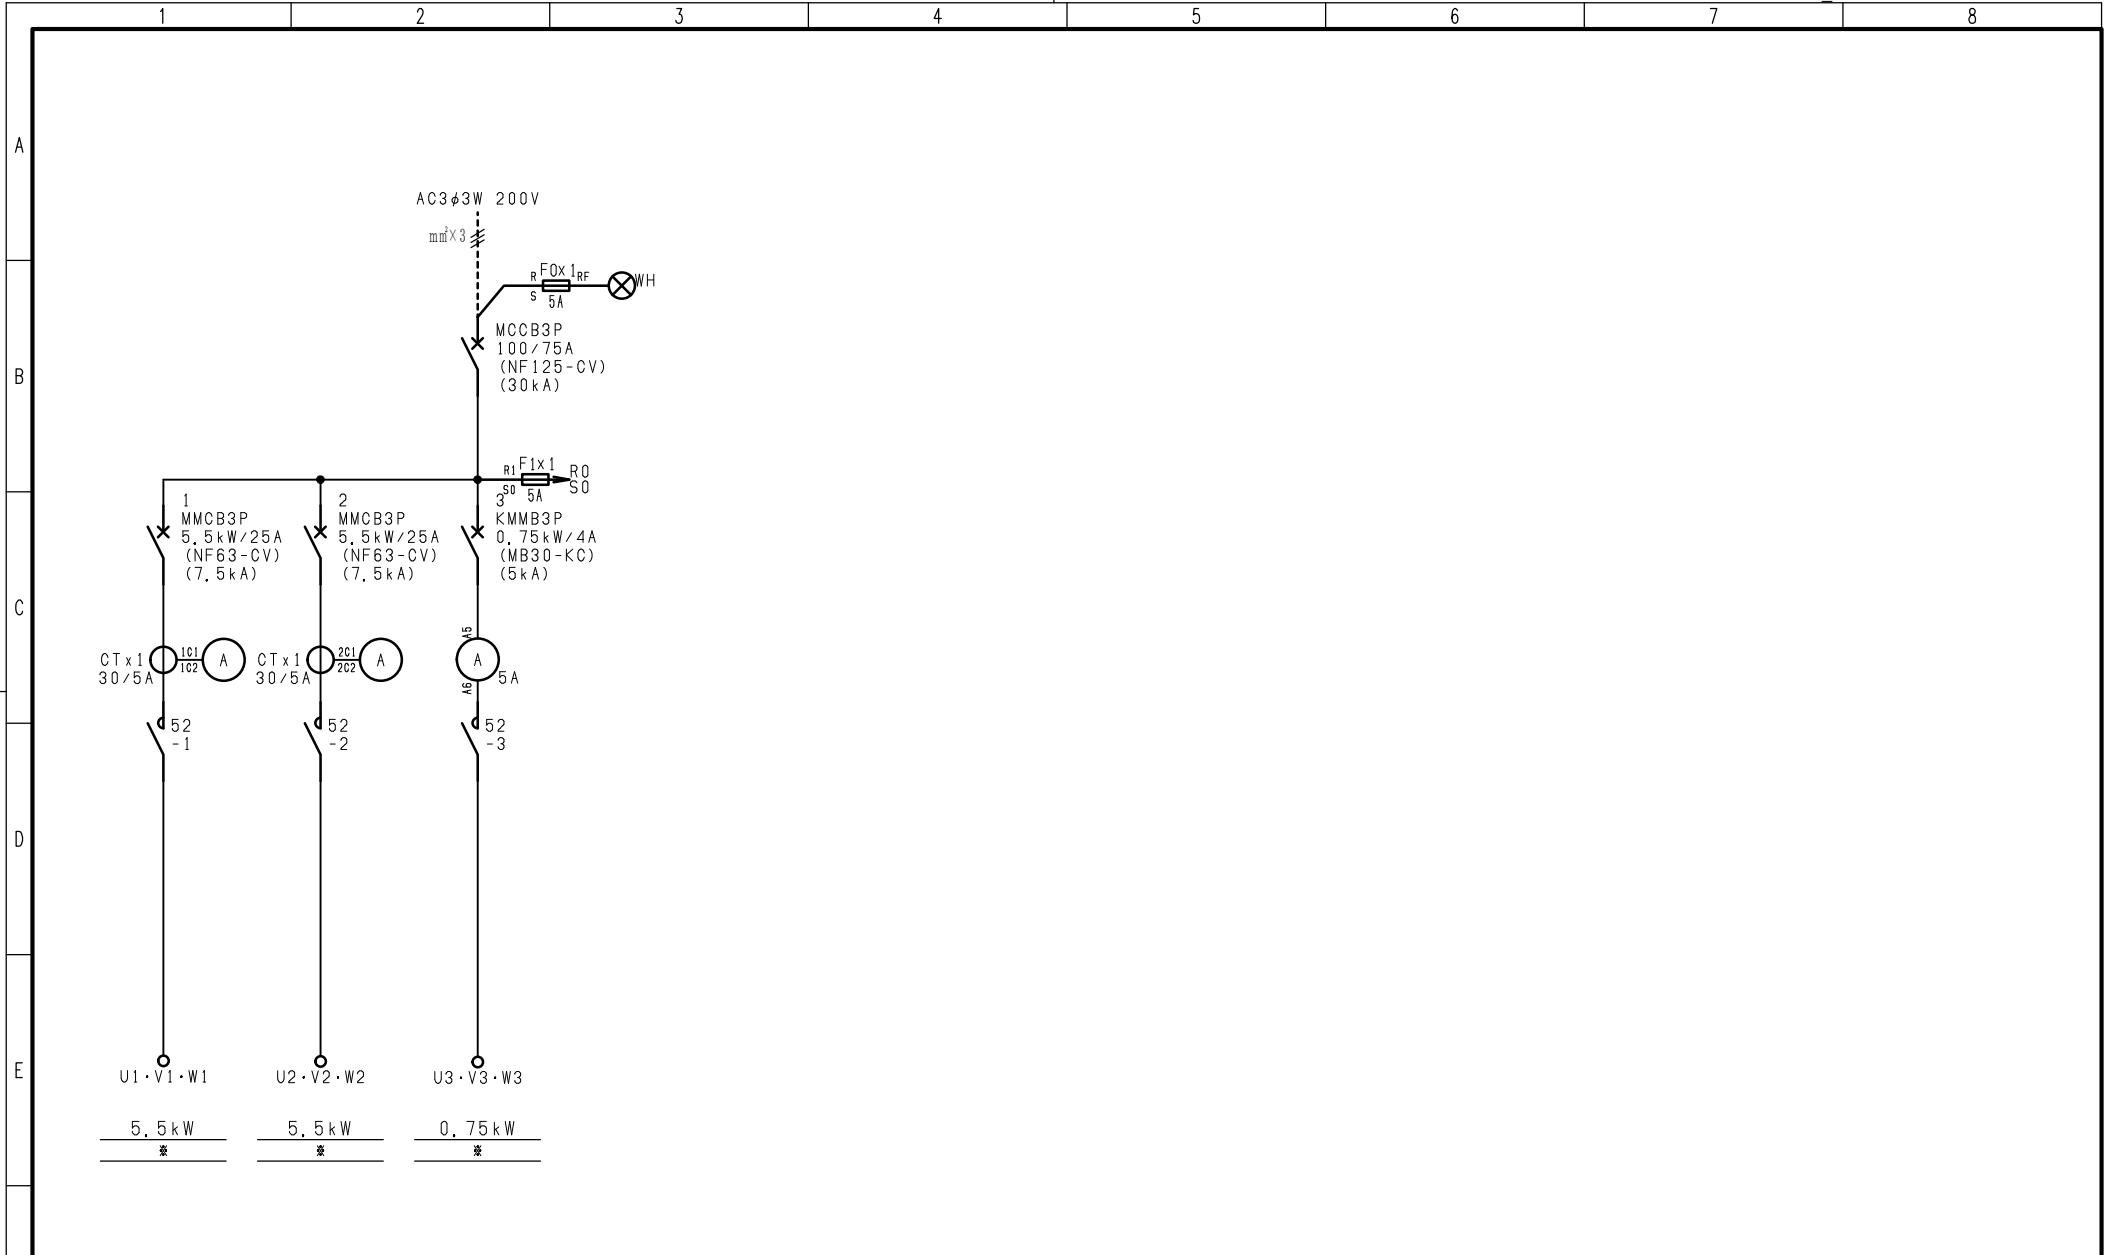 1 2 3 4 5 6 7 8
A
AC3φ3W 200V
mm²×3
R F0x1 RF WH
S 5A
MCCB3P
100/75A
(NF125-CV)
(30kA)
B
R1 F1x1 R0
S0 5A S0
1
MMCB3P
5.5kW/25A
(NF63-CV)
(7.5kA)
2
MMCB3P
5.5kW/25A
(NF63-CV)
(7.5kA)
3
KMMB3P
0.75kW/4A
(MB30-KC)
(5kA)
C
CTx1
30/5A
1C1
1C2
A
CTx1
30/5A
2C1
2C2
A
A5
A
A6
5A
52
-1
52
-2
52
-3
D
E
U1・V1・W1
U2・V2・W2
U3・V3・W3
5.5kW
5.5kW
0.75kW
※
※
※